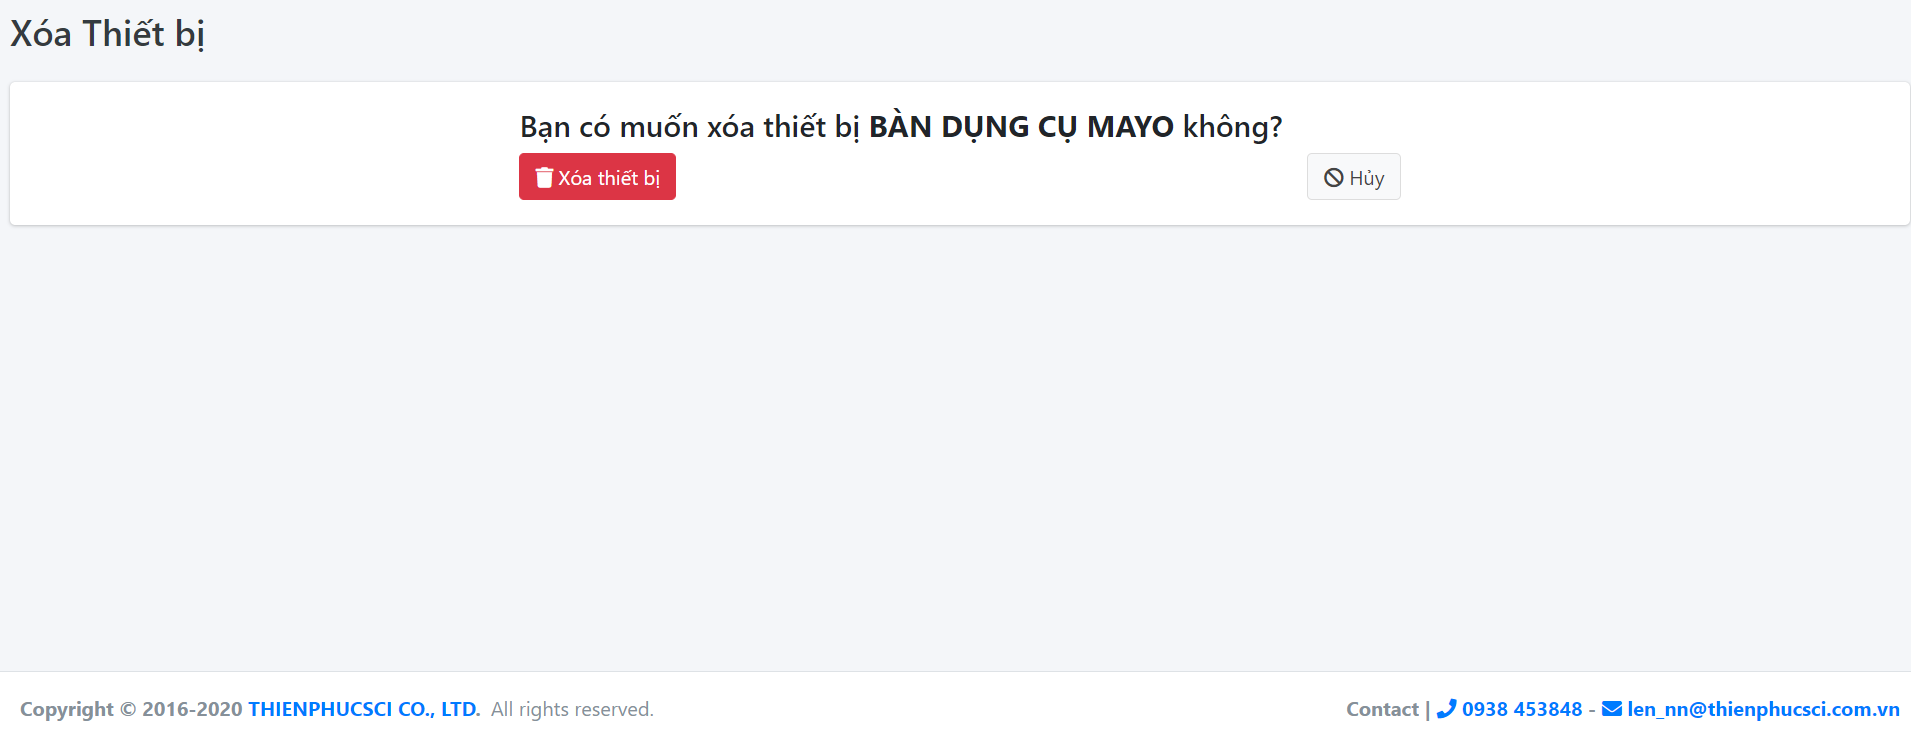 Xóa Thiết bị
Bạn có muốn xóa thiết bị BÀN DỤNG CỤ MAYO không?
Xóa thiết bị
Hủy
Copyright © 2016-2020 THIENPHUCSCI CO., LTD. All rights reserved.
Contact | 0938 453848 - len_nn@thienphucsci.com.vn